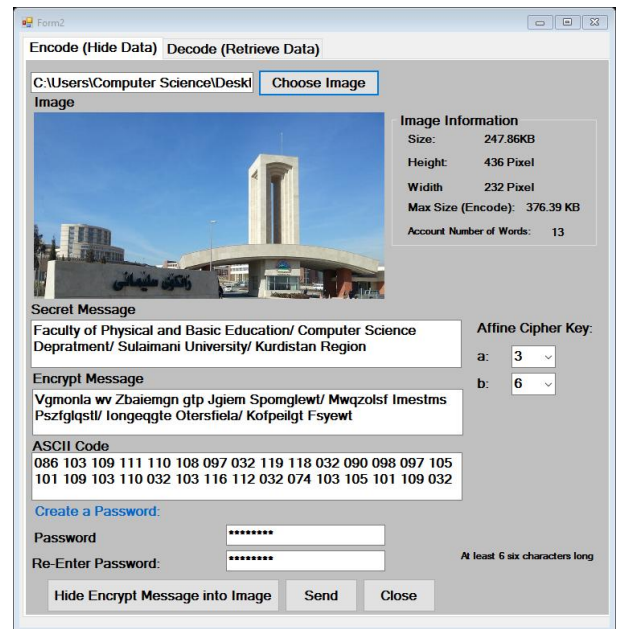 Form2
Encode (Hide Data) Decode (Retrieve Data)
C:\Users\Computer Science\Deskl Choose Image
Image
زانکۆی سلێمانی
Image Information
Size: 247.86KB
Height: 436 Pixel
Widith 232 Pixel
Max Size (Encode): 376.39 KB
Account Number of Words: 13
Secret Message
Faculty of Physical and Basic Education/ Computer Science
Depratment/ Sulaimani University/ Kurdistan Region
Affine Cipher Key:
a: 3
b: 6
Encrypt Message
Vgmonla wv Zbaiemgn gtp Jgiem Spomglewt/ Mwqzolsf Imestms
Pszfglqstl/ Iongeqgte Otersfiela/ Kofpeilgt Fsyewt
ASCII Code
086 103 109 111 110 108 097 032 119 118 032 090 098 097 105
101 109 103 110 032 103 116 112 032 074 103 105 101 109 032
Create a Password:
Password ********
Re-Enter Password: ********
At least 6 six characters long
Hide Encrypt Message into Image Send Close